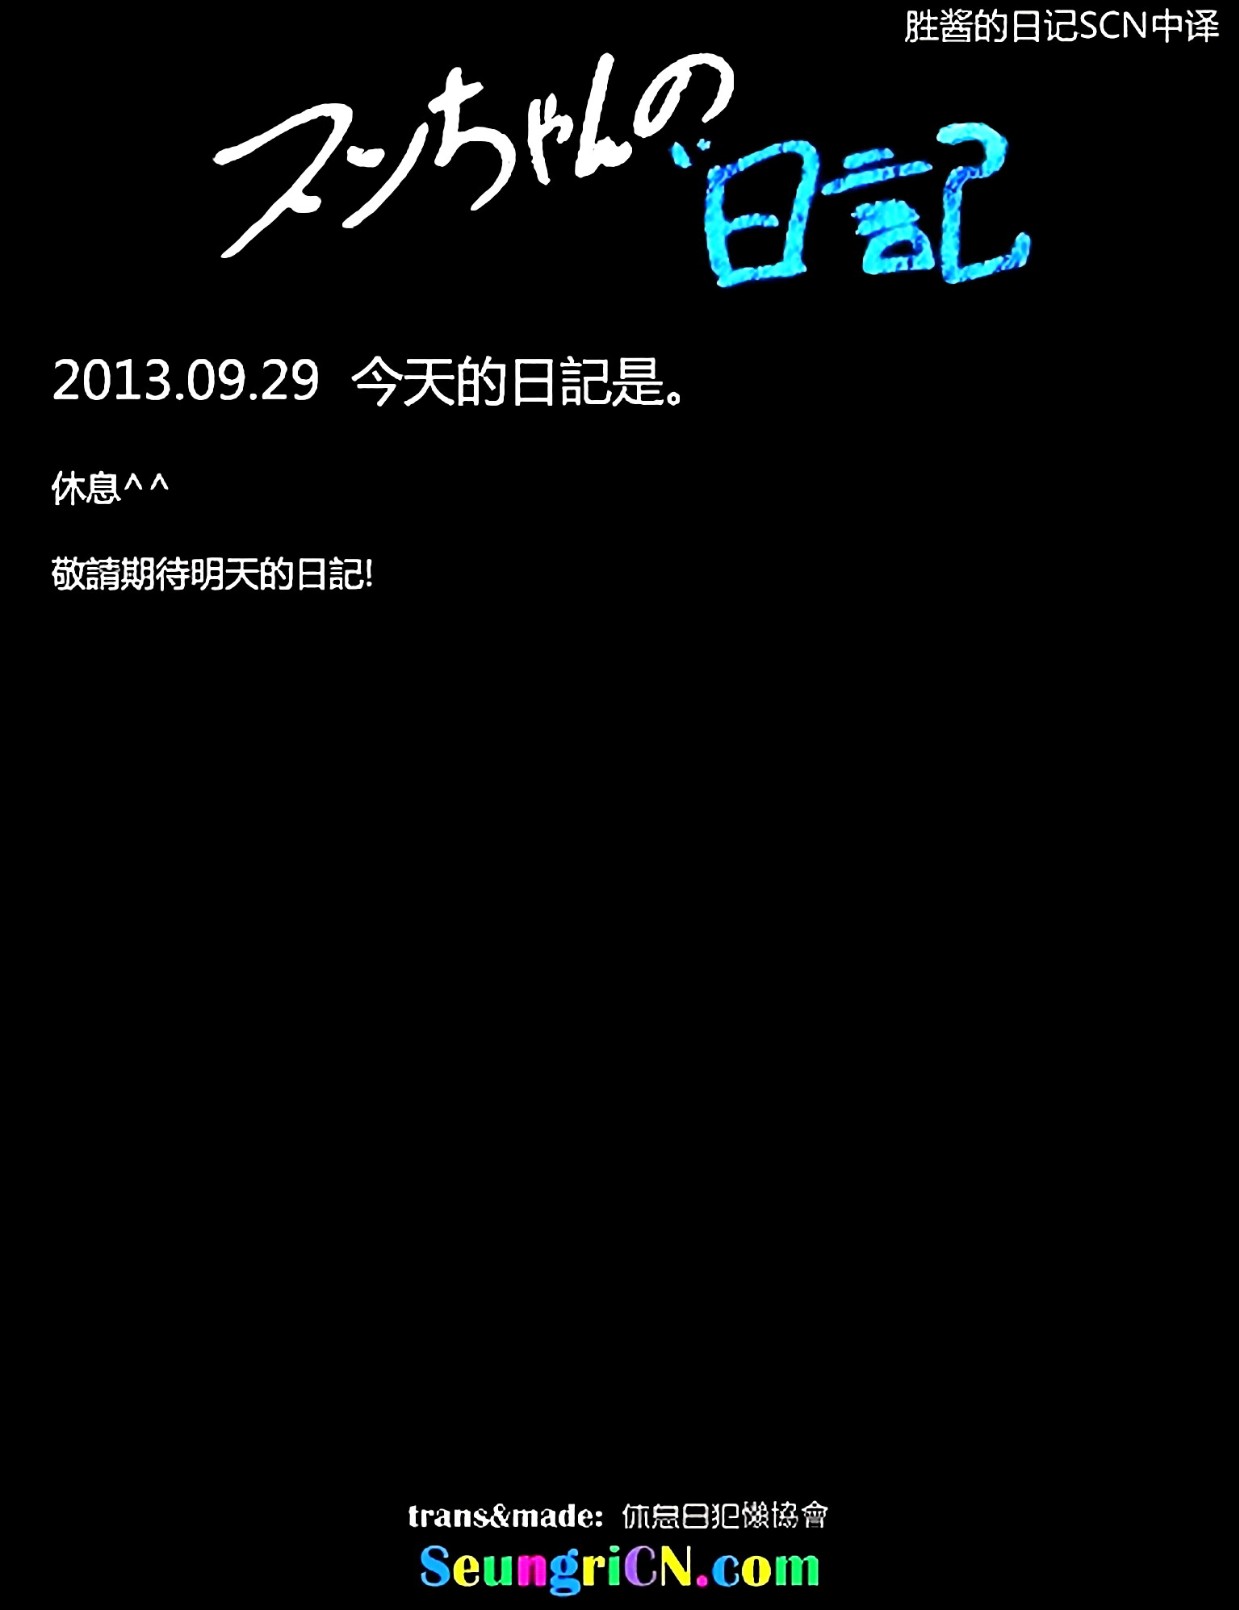 胜酱的日记SCN中译
スンちゃんの
日記
2013.09.29 今天的日記是。
休息^^
敬請期待明天的日記!
trans&made: 休息日犯懶協會
SeungriCN.com